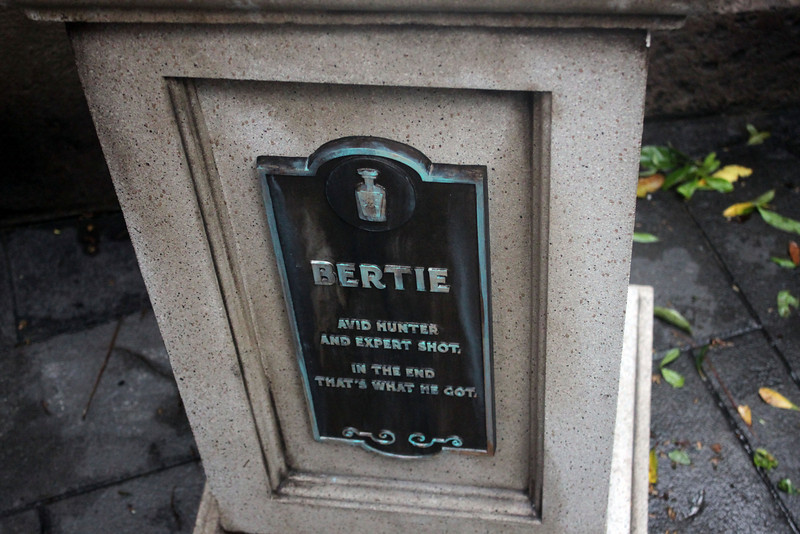 BERTIE
AVID HUNTER
AND EXPERT SHOT,
IN THE END
THAT'S WHAT HE GOT.